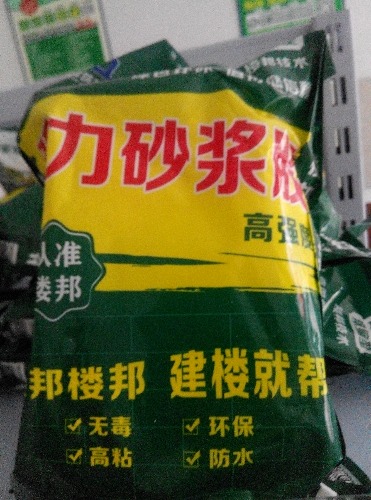 力砂浆胶
高强度
认准
楼邦
邦楼邦 建楼就帮
无毒 环保
高粘 防水